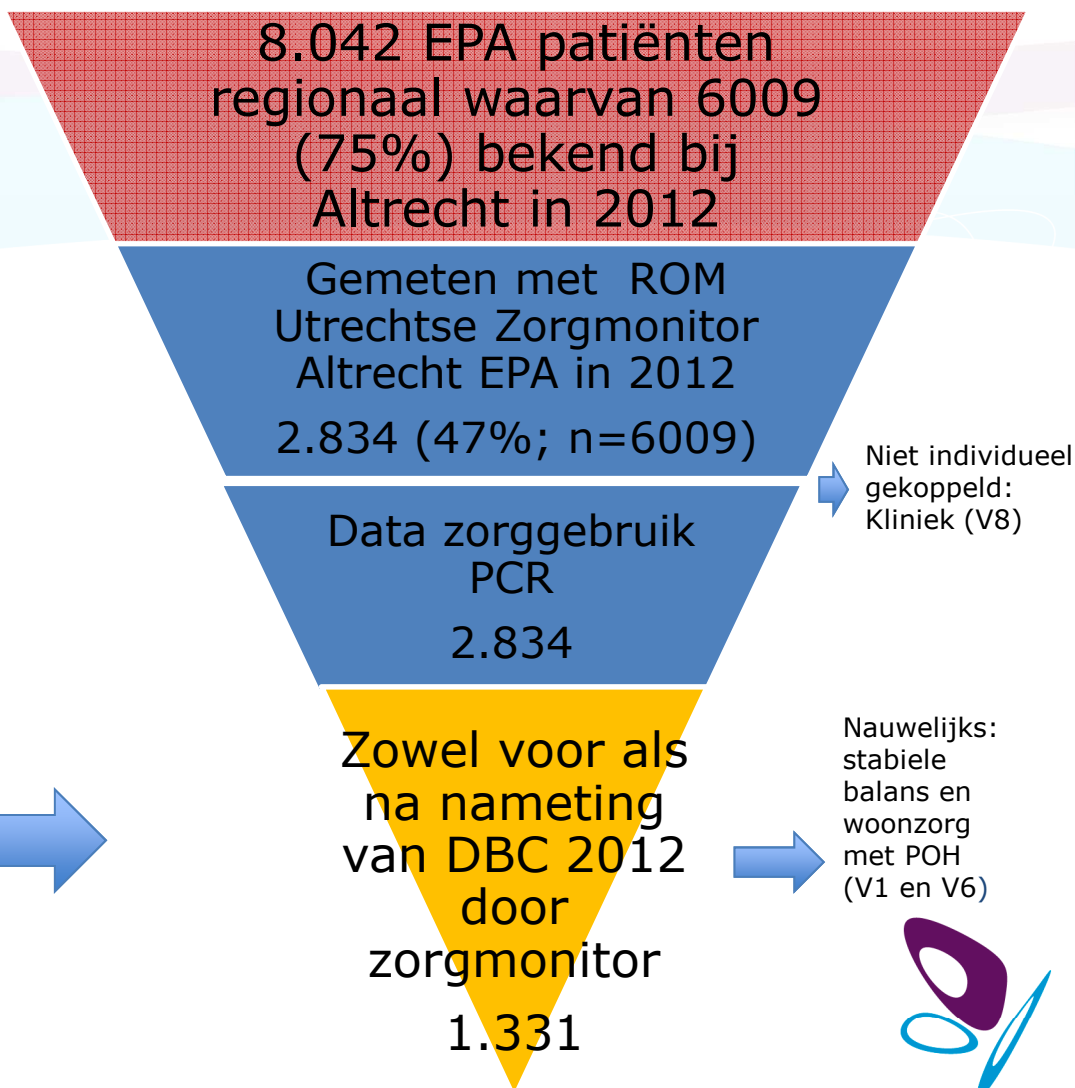 8.042 EPA patiënten
regionaal waarvan 6009
(75%) bekend bij
Altrecht in 2012
Gemeten met ROM
Utrechtse Zorgmonitor
Altrecht EPA in 2012
2.834 (47%; n=6009)
Niet individueel
gekoppeld:
Kliniek (V8)
Data zorggebruik
PCR
2.834
Zowel voor als
na nameting
van DBC 2012
door
zorgmonitor
1.331
Nauwelijks:
stabiele
balans en
woonzorg
met POH
(V1 en V6)